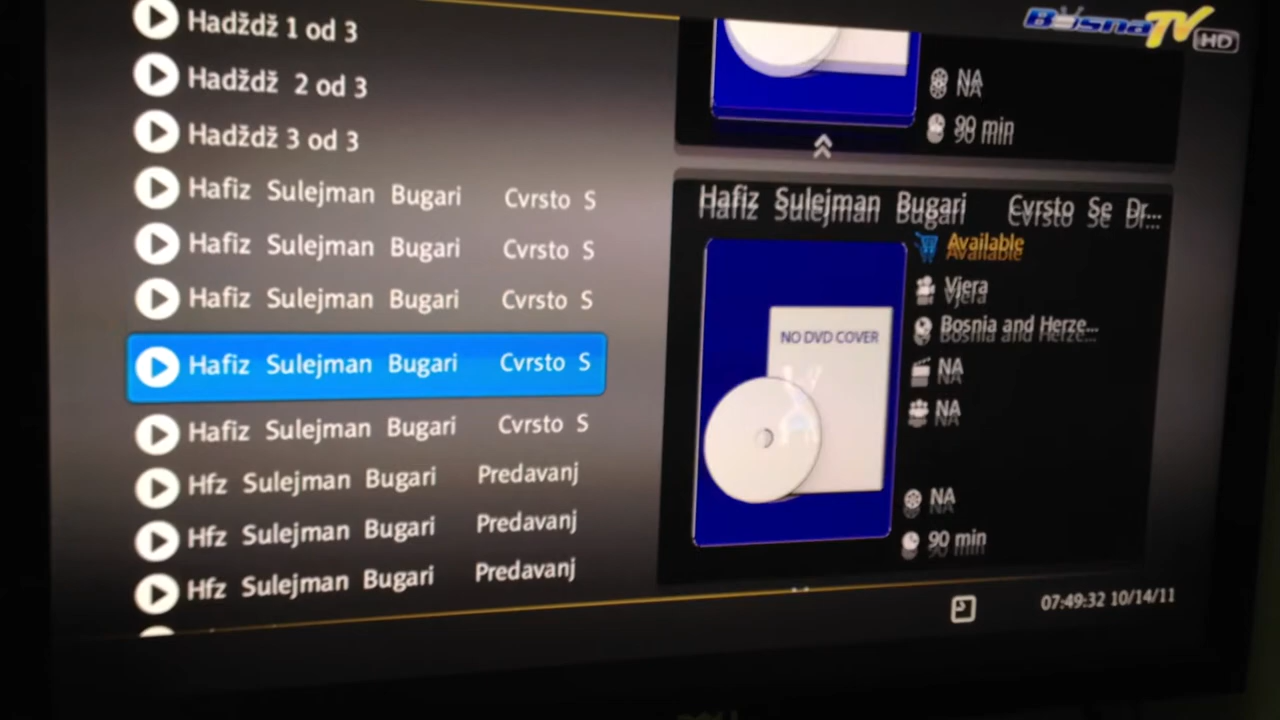 Hadždž 1 od 3
Hadždž 2 od 3
Hadždž 3 od 3
Hafiz Sulejman Bugari Cvrsto S
Hafiz Sulejman Bugari Cvrsto S
Hafiz Sulejman Bugari Cvrsto S
Hafiz Sulejman Bugari Cvrsto S
Hafiz Sulejman Bugari Cvrsto S
Hfz Sulejman Bugari Predavanj
Hfz Sulejman Bugari Predavanj
Hfz Sulejman Bugari Predavanj
BosnaTV HD
NA
90 min
Hafiz Sulejman Bugari Cvrsto Se Dr...
Available
Vjera
Bosnia and Herze...
NA
NA
NA
90 min
NO DVD COVER
07:49:32 10/14/11